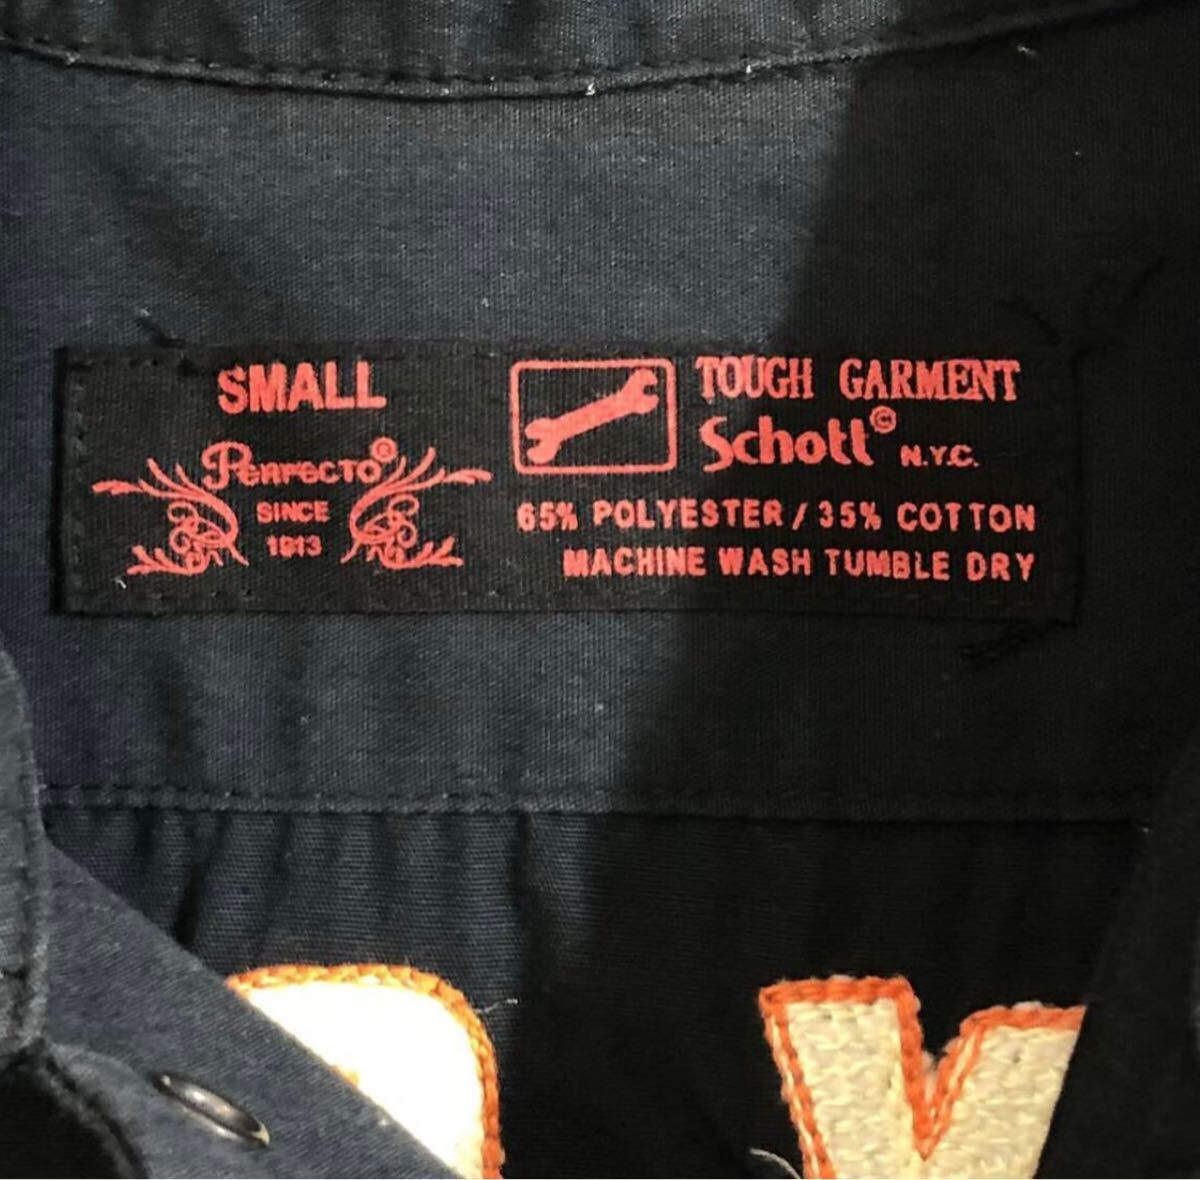 SMALL
Perfecto®
SINCE
1913
TOUGH GARMENT
Schott© N.Y.C.
65% POLYESTER / 35% COTTON
MACHINE WASH TUMBLE DRY